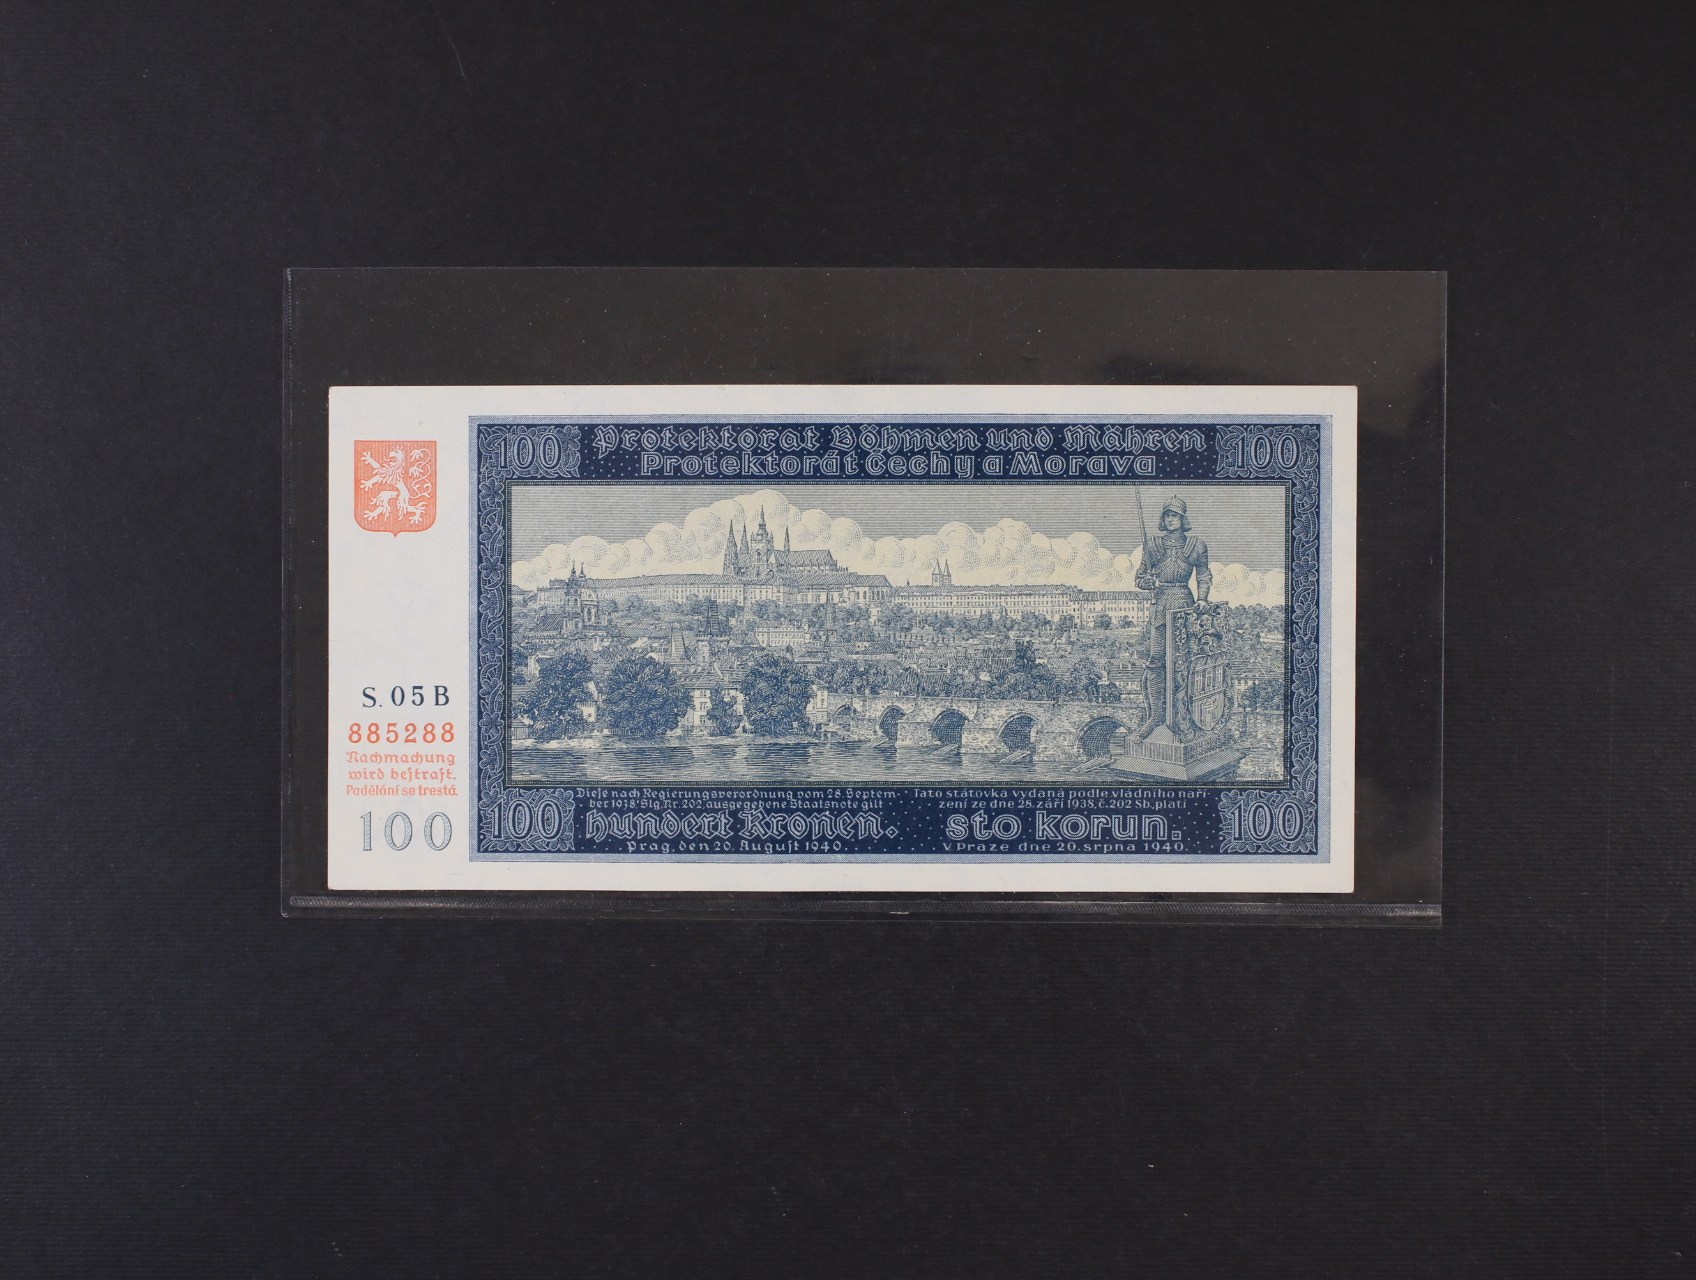 100 Protektorat Böhmen und Mähren 100
Protektorát Čechy a Morava
S. 05 B
885288
Nachmachung
wird bestraft.
Padělání se trestá.
100
Diese nach Regierungsverordnung vom 28. Septem-
ber 1938 Slg. Nr. 202, ausgegebene Staatsnote gilt
100 hundert Kronen.
Prag, den 20. August 1940.
Tato státovka vydaná podle vládního naří-
zení ze dne 28. září 1938, č. 202 Sb., platí
sto korun. 100
V Praze dne 20. srpna 1940.